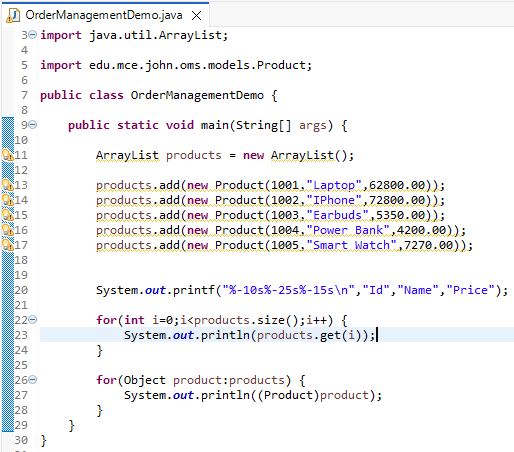 OrderManagementDemo.java
3 import java.util.ArrayList;
4
5 import edu.mce.john.oms.models.Product;
6
7 public class OrderManagementDemo {
8
9 public static void main(String[] args) {
10
11 ArrayList products = new ArrayList();
12
13 products.add(new Product(1001,"Laptop",62800.00));
14 products.add(new Product(1002,"IPhone",72800.00));
15 products.add(new Product(1003,"Earbuds",5350.00));
16 products.add(new Product(1004,"Power Bank",4200.00));
17 products.add(new Product(1005,"Smart Watch",7270.00));
18
19
20 System.out.printf("%-10s%-25s%-15s\n","Id","Name","Price");
21
22 for(int i=0;i<products.size();i++) {
23 System.out.println(products.get(i));
24 }
25
26 for(Object product:products) {
27 System.out.println((Product)product);
28 }
29 }
30 }